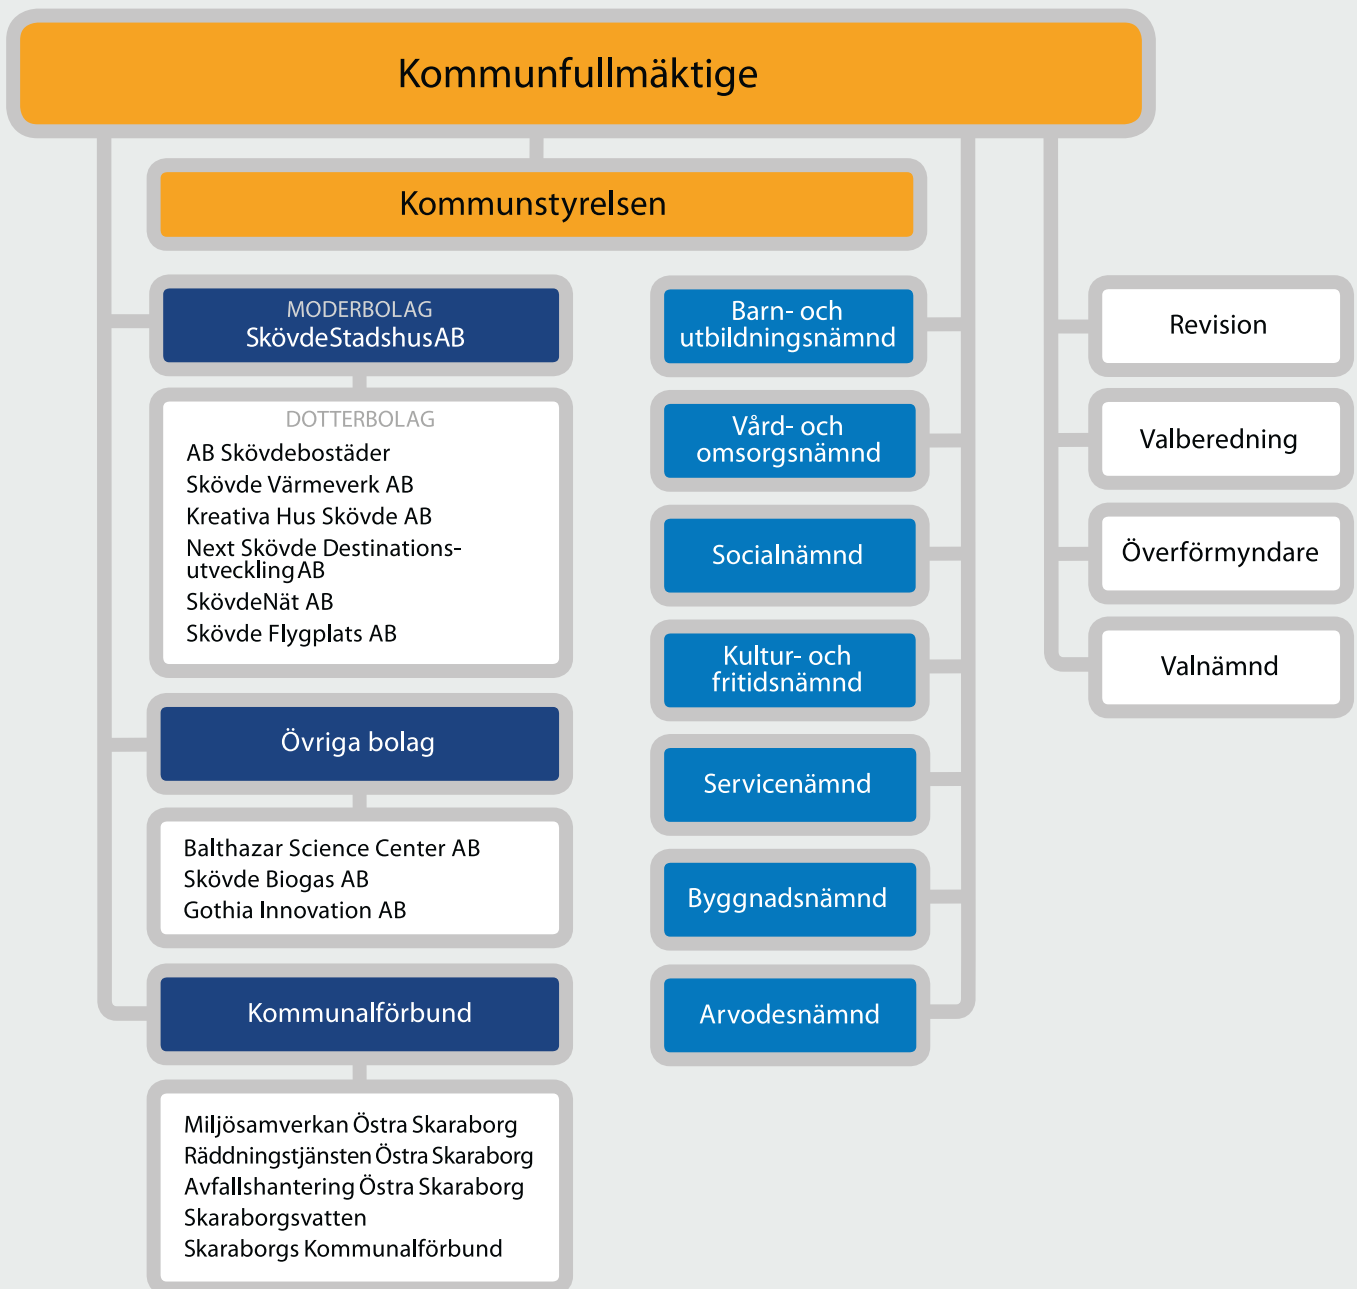 Kommunfullmäktige
Kommunstyrelsen
MODERBOLAG
SkövdeStadshusAB
DOTTERBOLAG
AB Skövdebostäder
Skövde Värmeverk AB
Kreativa Hus Skövde AB
Next Skövde Destinations-
utvecklingAB
SkövdeNät AB
Skövde Flygplats AB
Övriga bolag
Balthazar Science Center AB
Skövde Biogas AB
Gothia Innovation AB
Kommunalförbund
Miljösamverkan Östra Skaraborg
Räddningstjänsten Östra Skaraborg
Avfallshantering Östra Skaraborg
Skaraborgsvatten
Skaraborgs Kommunalförbund
Barn- och
utbildningsnämnd
Vård- och
omsorgsnämnd
Socialnämnd
Kultur- och
fritidsnämnd
Servicenämnd
Byggnadsnämnd
Arvodesnämnd
Revision
Valberedning
Överförmyndare
Valnämnd